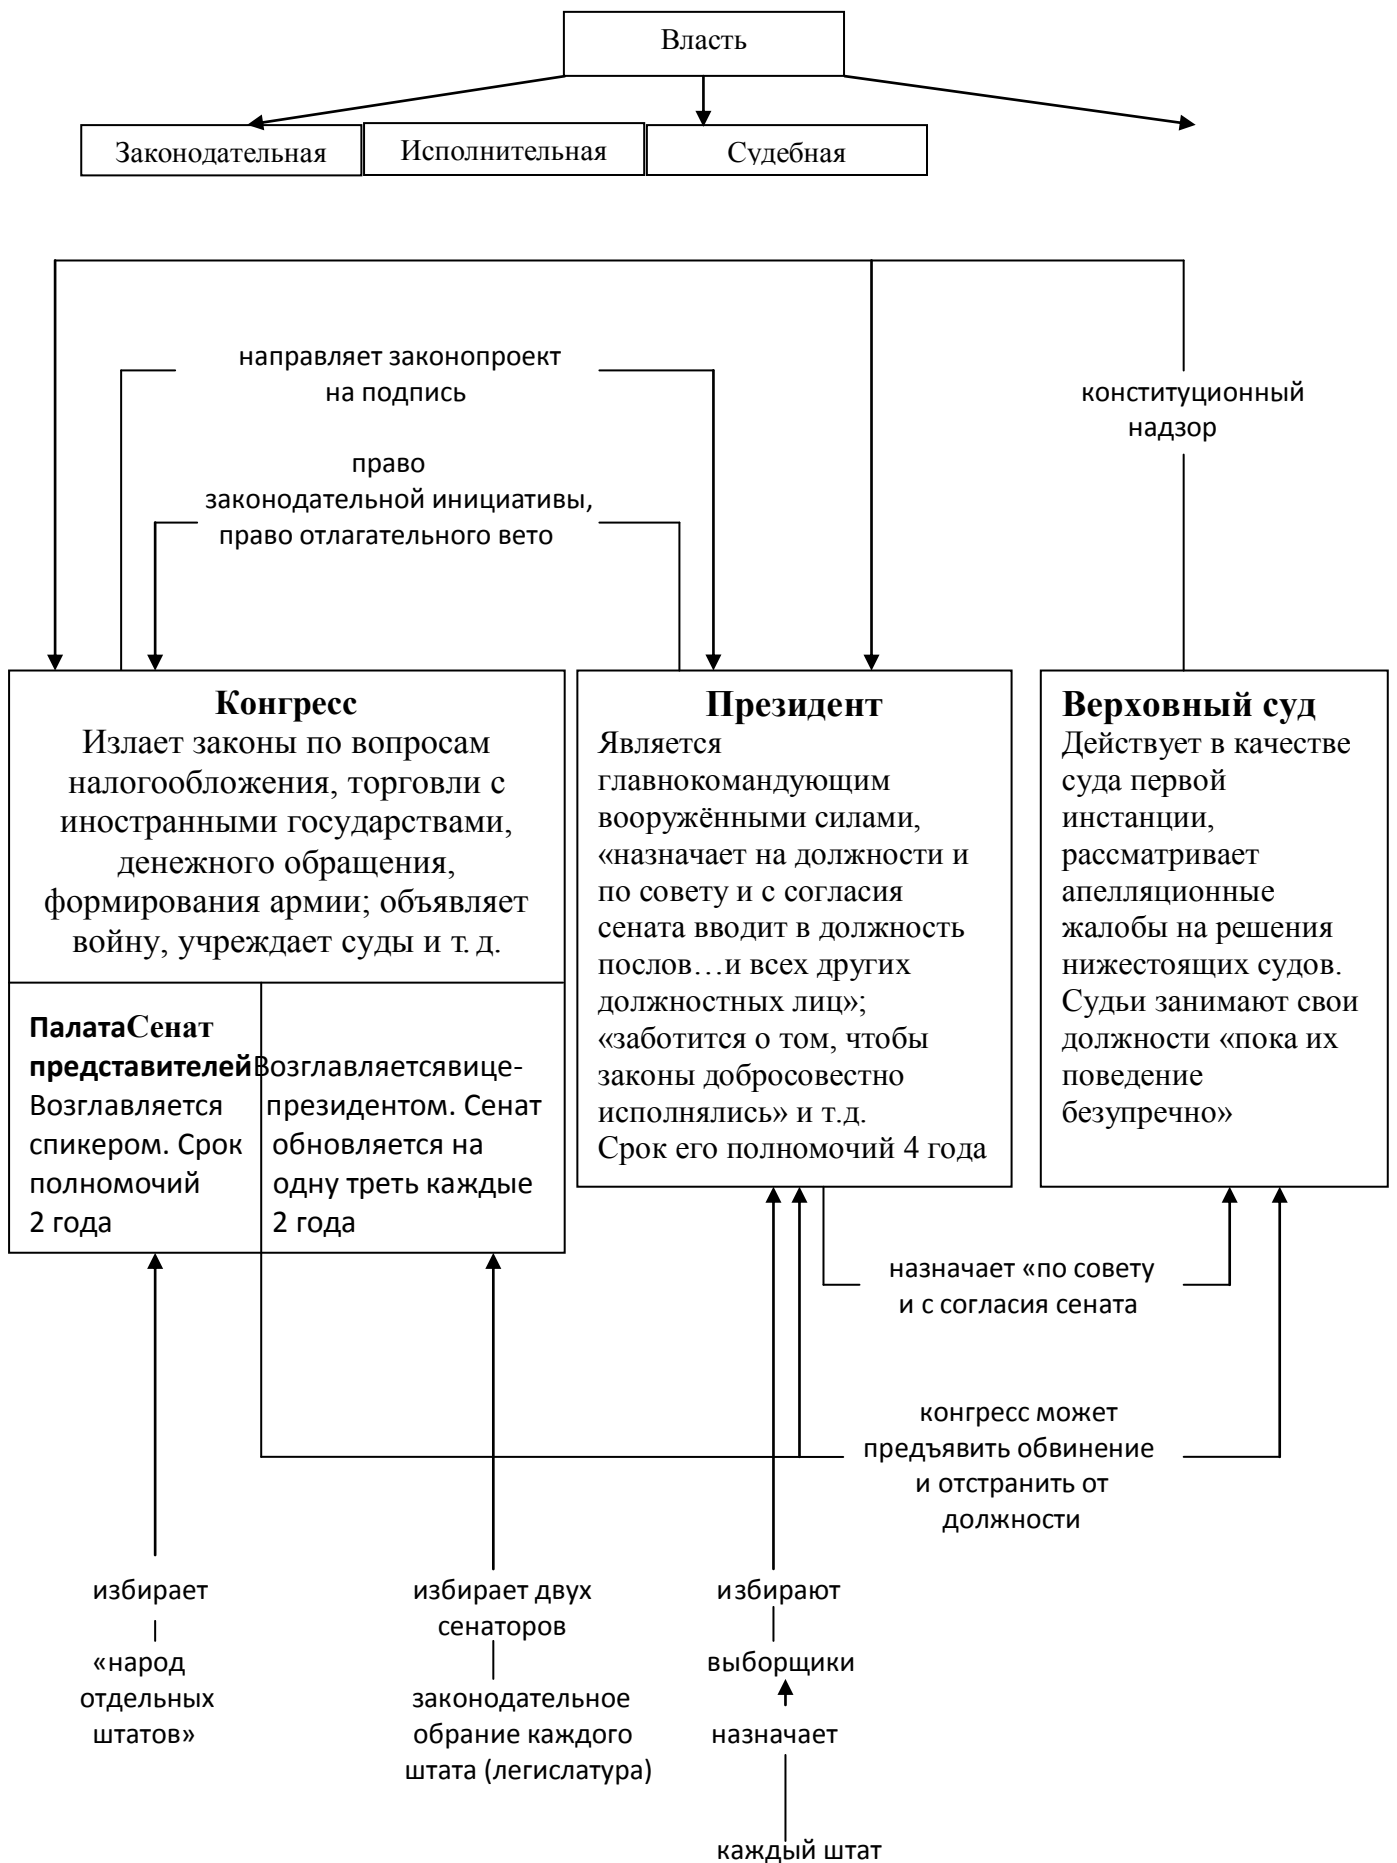 Власть
Законодательная
Исполнительная
Судебная
направляет законопроект
на подпись
конституционный
надзор
право
законодательной инициативы,
право отлагательного вето
Конгресс
Излает законы по вопросам
налогообложения, торговли с
иностранными государствами,
денежного обращения,
формирования армии; объявляет
войну, учреждает суды и т. д.
ПалатаСенат
представителейВозглавляетсявице-
Возглавляется президентом. Сенат
спикером. Срок обновляется на
полномочий одну треть каждые
2 года 2 года
Президент
Является
главнокомандующим
вооружёнными силами,
«назначает на должности и
по совету и с согласия
сената вводит в должность
послов…и всех других
должностных лиц»;
«заботится о том, чтобы
законы добросовестно
исполнялись» и т.д.
Срок его полномочий 4 года
Верховный суд
Действует в качестве
суда первой
инстанции,
рассматривает
апелляционные
жалобы на решения
нижестоящих судов.
Судьи занимают свои
должности «пока их
поведение
безупречно»
назначает «по совету
и с согласия сената
конгресс может
предъявить обвинение
и отстранить от
должности
избирает
«народ
отдельных
штатов»
избирает двух
сенаторов
законодательное
обрание каждого
штата (легислатура)
избирают
выборщики
назначает
каждый штат